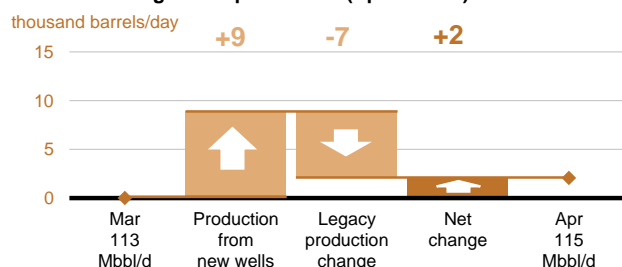 thousand barrels/day
+9
-7
+2
15
10
5
0
Mar
113
Mbbl/d
Production
from
new wells
Legacy
production
change
Net
change
Apr
115
Mbbl/d